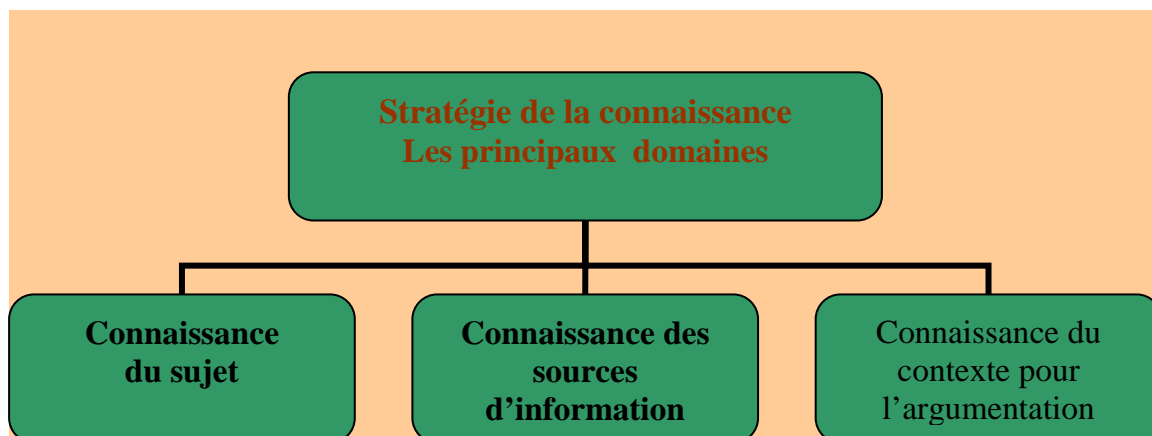 Stratégie de la connaissance
Les principaux domaines
Connaissance
du sujet
Connaissance des
sources
d’information
Connaissance du
contexte pour
l’argumentation